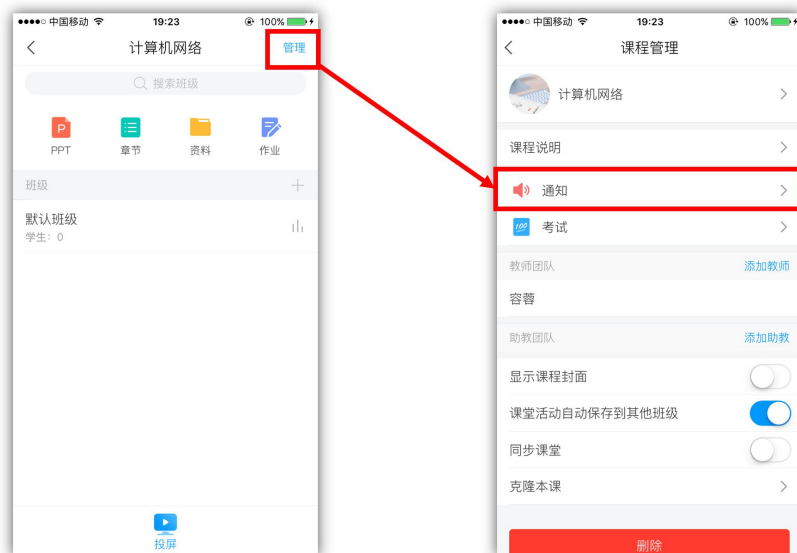 中国移动 19:23 100%
计算机网络 管理
搜索班级
P
PPT 章节 资料 作业
班级
默认班级
学生：0
投屏
中国移动 19:23 100%
课程管理
计算机网络
课程说明
通知
100 考试
教师团队 添加教师
容蓉
助教团队 添加助教
显示课程封面
课堂活动自动保存到其他班级
同步课堂
克隆本课
删除